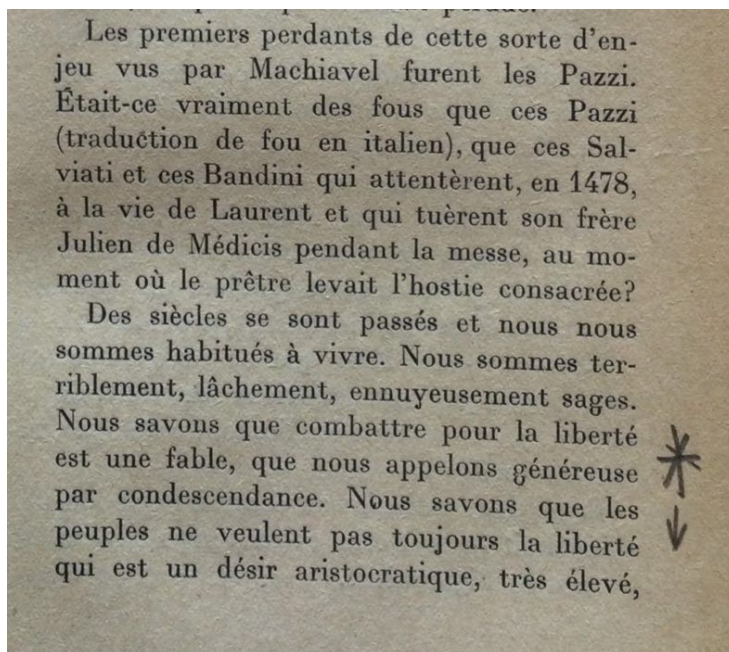 Les premiers perdants de cette sorte d'en-
jeu vus par Machiavel furent les Pazzi.
Était-ce vraiment des fous que ces Pazzi
(traduction de fou en italien), que ces Sal-
viati et ces Bandini qui attentèrent, en 1478,
à la vie de Laurent et qui tuèrent son frère
Julien de Médicis pendant la messe, au mo-
ment où le prêtre levait l'hostie consacrée?
Des siècles se sont passés et nous nous
sommes habitués à vivre. Nous sommes ter-
riblement, lâchement, ennuyeusement sages.
Nous savons que combattre pour la liberté
est une fable, que nous appelons généreuse
par condescendance. Nous savons que les
peuples ne veulent pas toujours la liberté
qui est un désir aristocratique, très élevé,